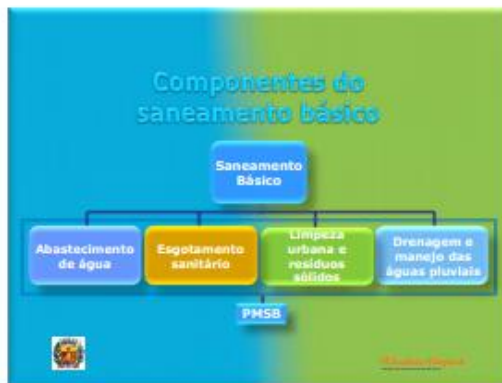 Componentes do
saneamento básico
Saneamento
Básico
Abastecimento
de água
Esgotamento
sanitário
Limpeza
urbana e
resíduos
sólidos
Drenagem e
manejo das
águas pluviais
PMSB